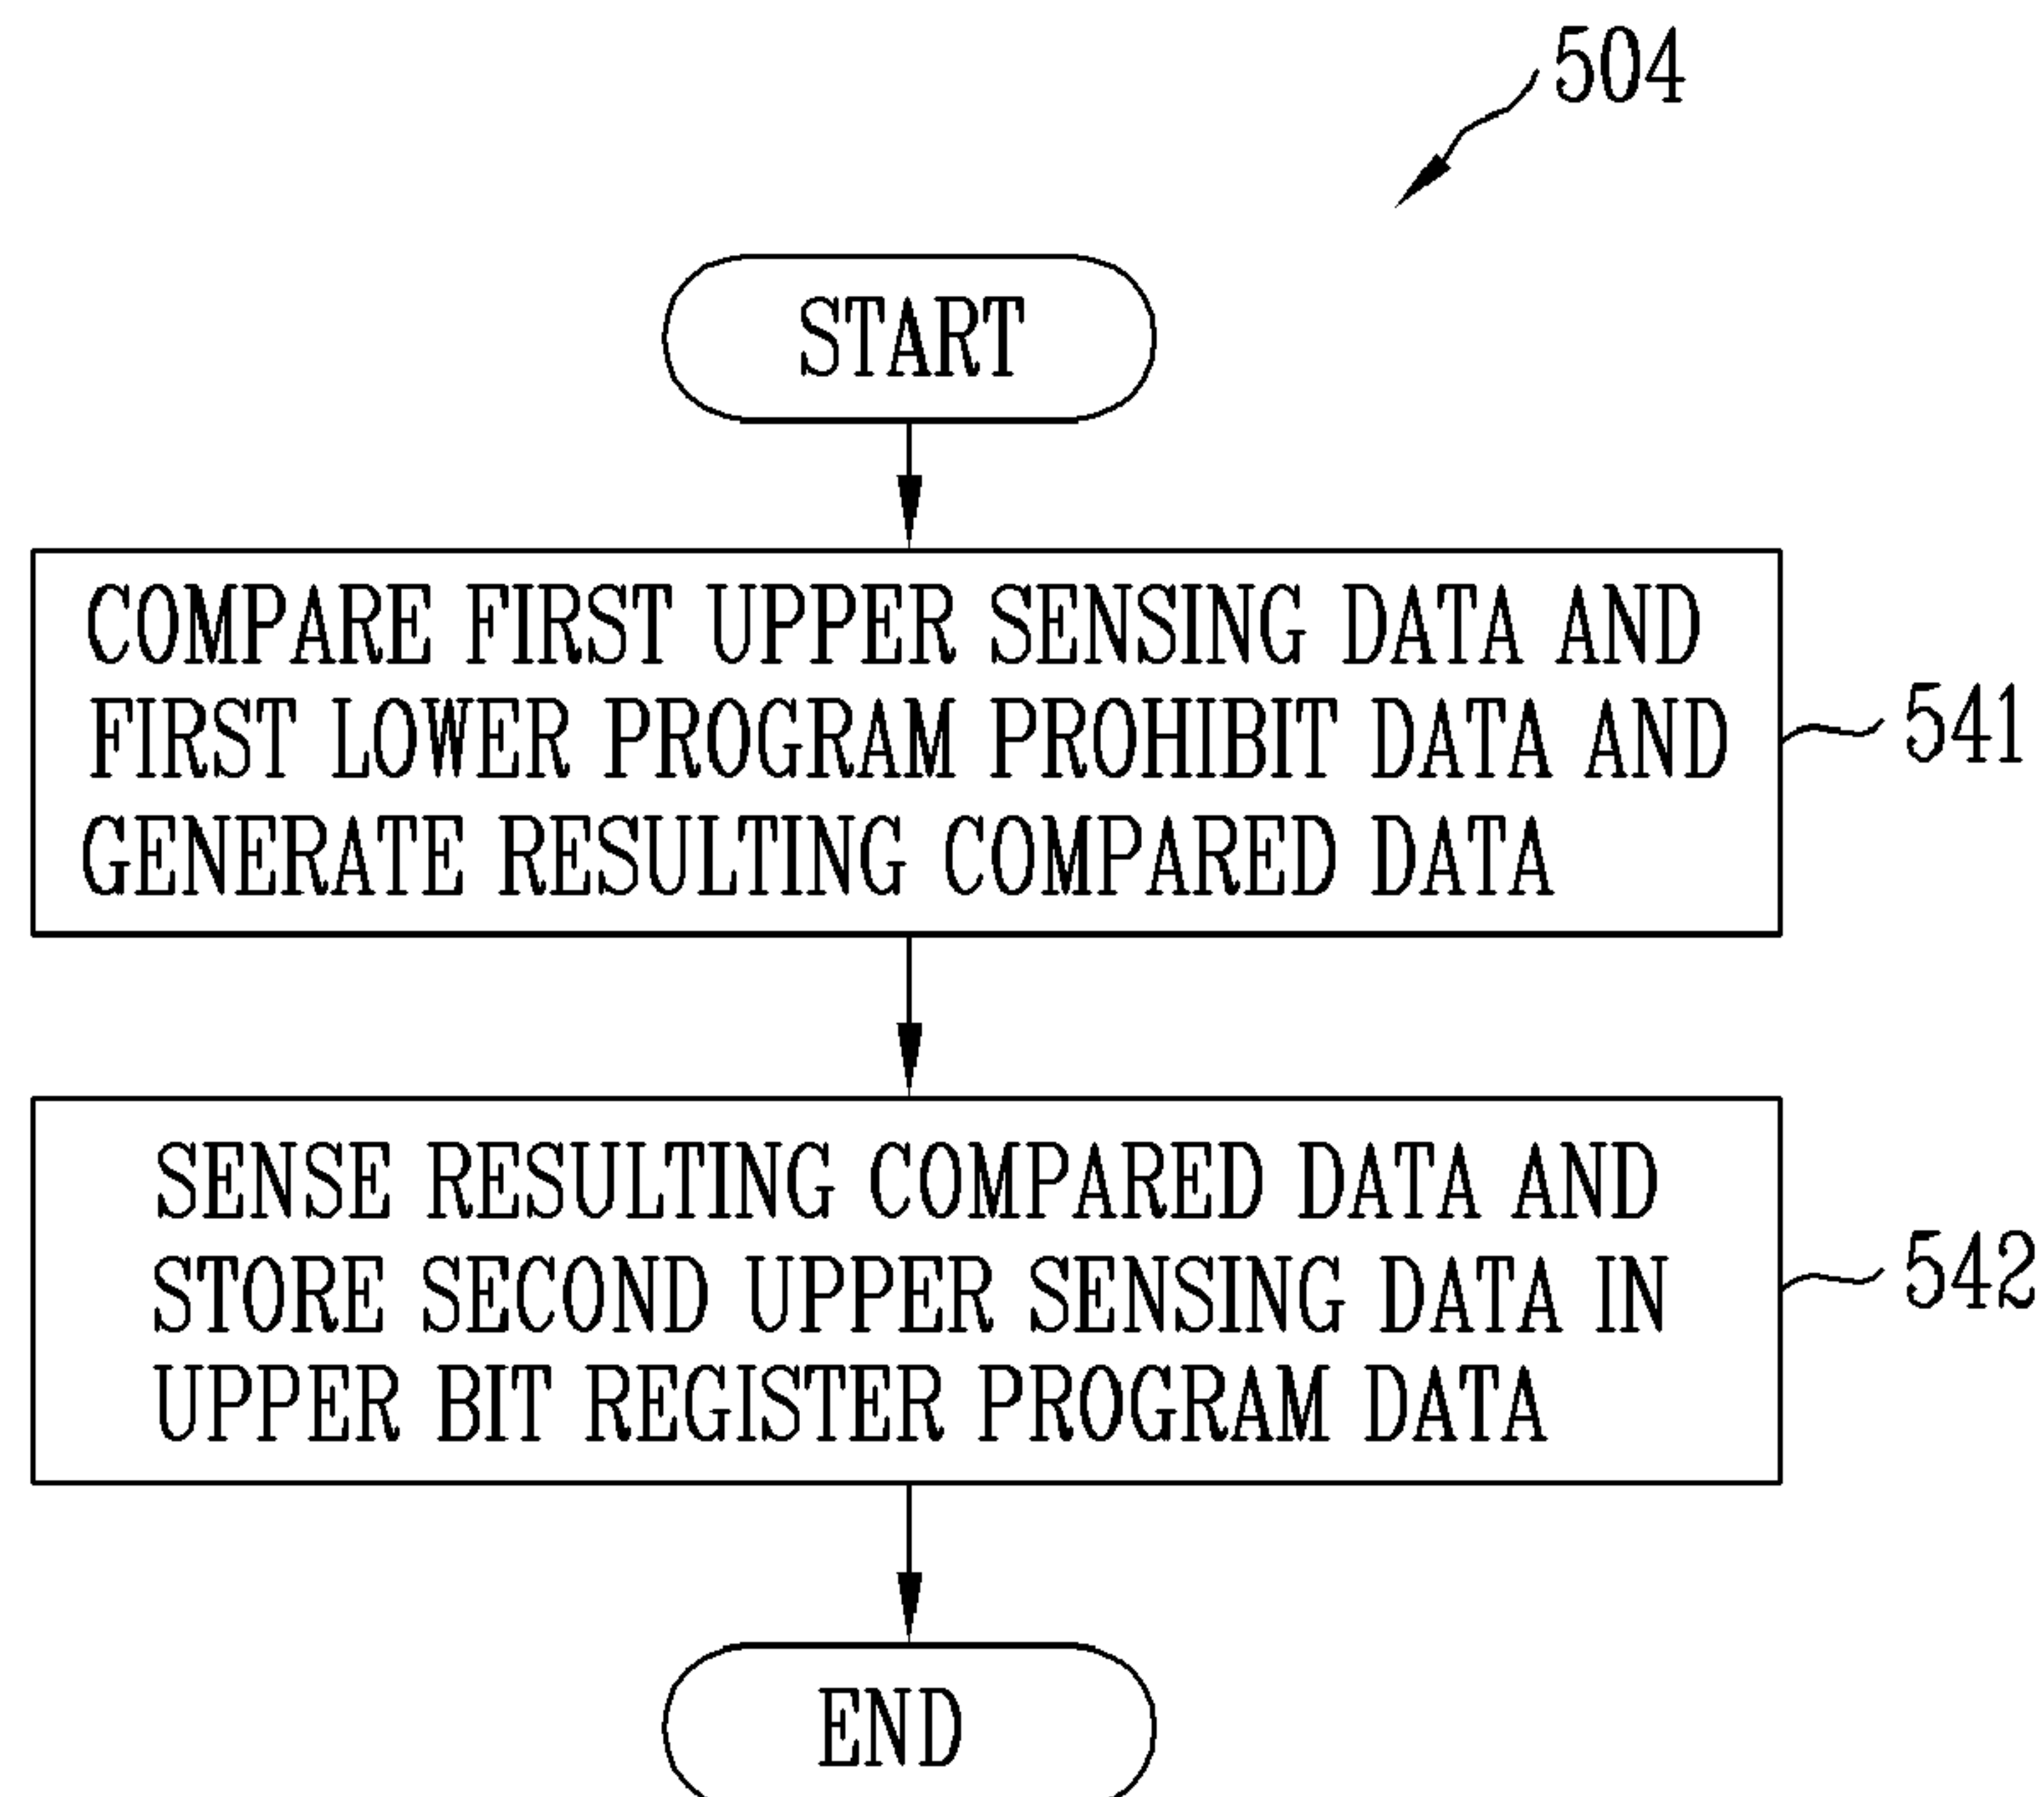 504
START
COMPARE FIRST UPPER SENSING DATA AND
FIRST LOWER PROGRAM PROHIBIT DATA AND
GENERATE RESULTING COMPARED DATA
541
SENSE RESULTING COMPARED DATA AND
STORE SECOND UPPER SENSING DATA IN
UPPER BIT REGISTER PROGRAM DATA
542
END